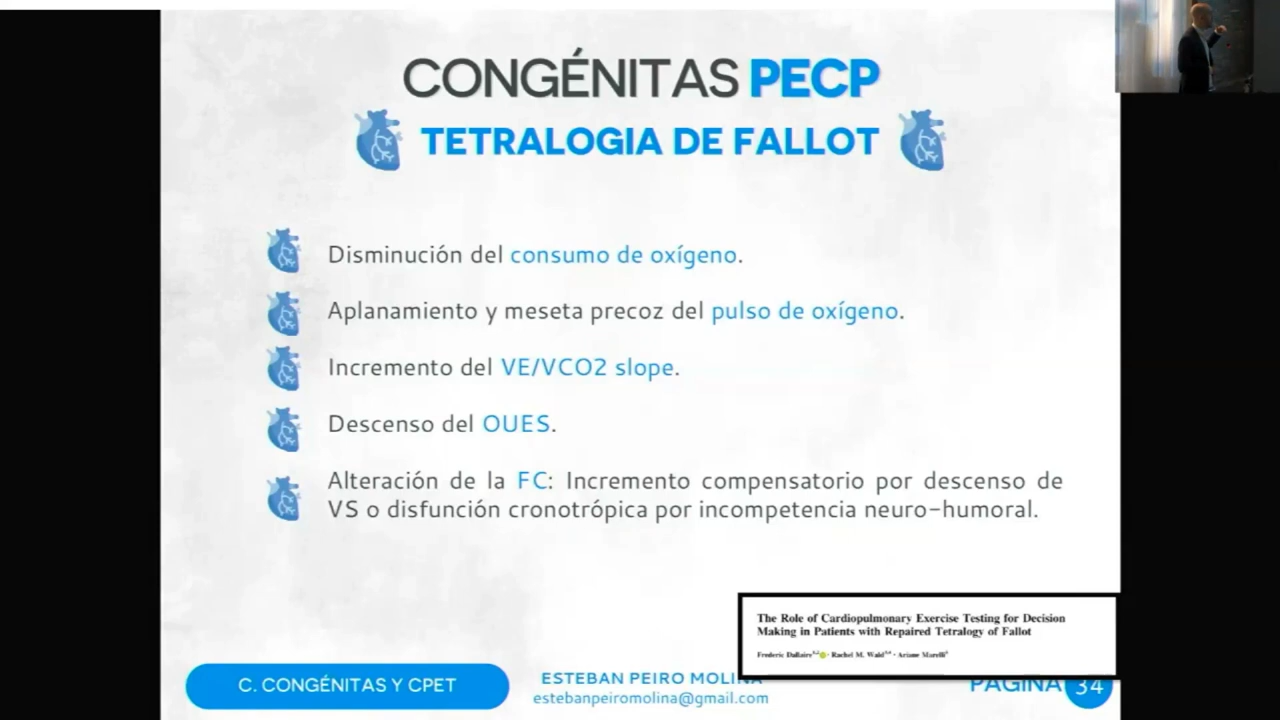 CONGÉNITAS PECP
TETRALOGIA DE FALLOT
Disminución del consumo de oxígeno.
Aplanamiento y meseta precoz del pulso de oxígeno.
Incremento del VE/VCO2 slope.
Descenso del OUES.
Alteración de la FC: Incremento compensatorio por descenso de
VS o disfunción cronotrópica por incompetencia neuro-humoral.
The Role of Cardiopulmonary Exercise Testing for Decision
Making in Patients with Repaired Tetralogy of Fallot
Frederic Dallaire · Rachel M. Wald · Ariane Marelli
C. CONGÉNITAS Y CPET
ESTEBAN PEIRO MOLINA
estebanpeiromolina@gmail.com
PÁGINA 34